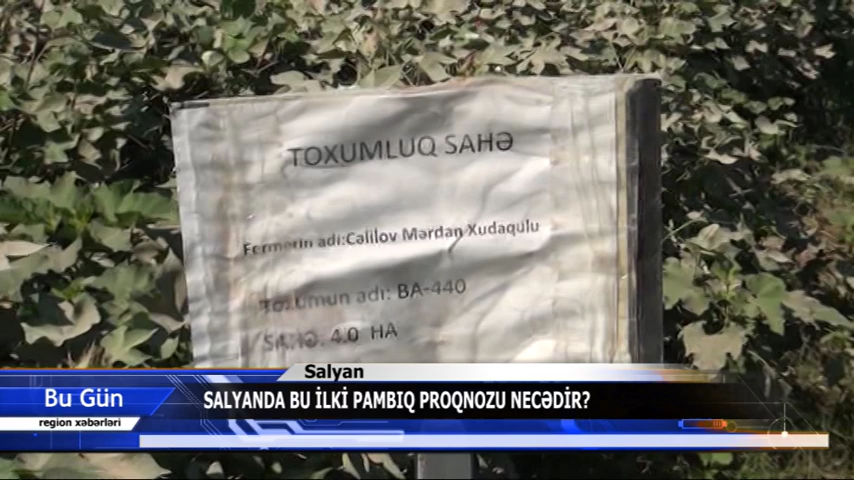 TOXUMLUQ SAHƏ
Fermerin adı:Cəlilov Mərdan Xudaqulu
Toxumun adı: BA-440
SAHƏ. 4.0 HA
Salyan
Bu Gün
SALYANDA BU İLKİ PAMBIQ PROQNOZU NECƏDİR?
region xəbərləri